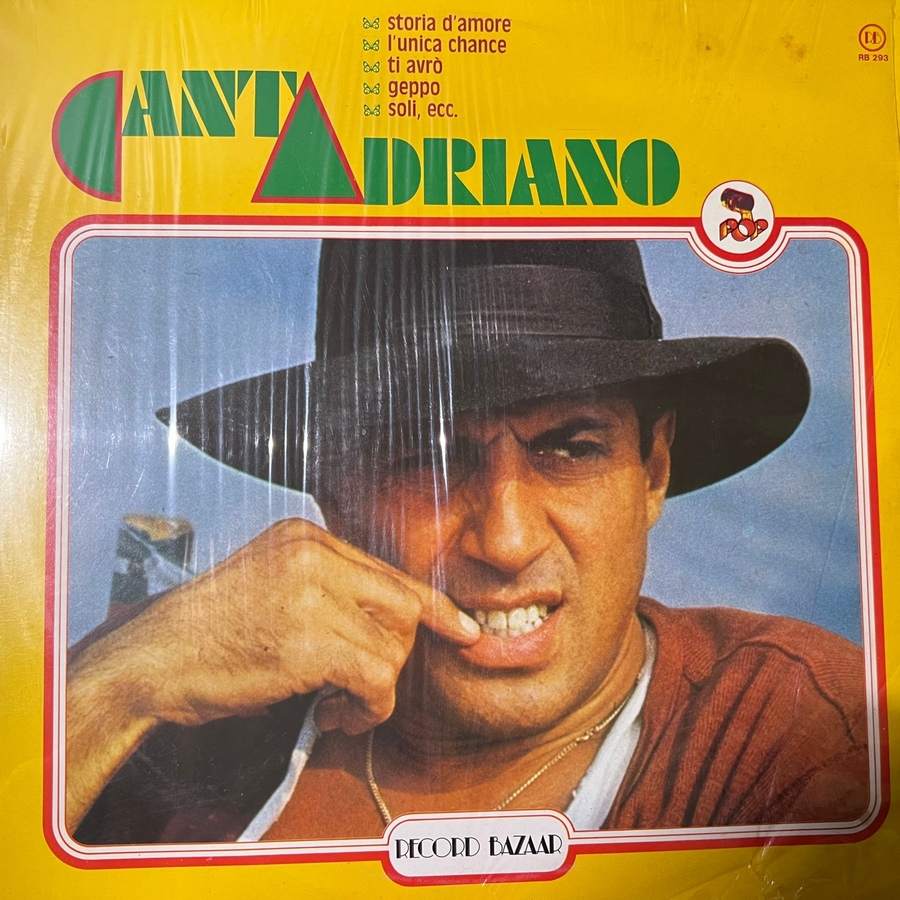 storia d'amore
l'unica chance
ti avrò
geppo
soli, ecc.
RB
RB 293
CANTA ADRIANO
POP
RECORD BAZAAR